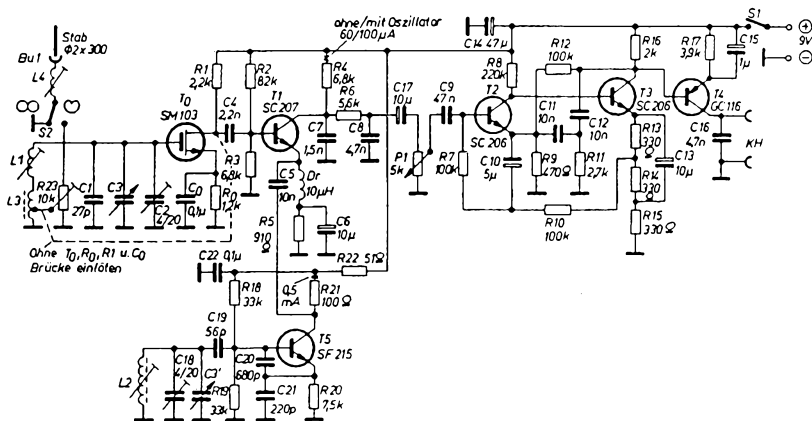 Stab
Φ2x300
Bu1
L4
S2
ohne/mit Oszillator
60/100µA
R1
2,2k
R2
82k
R4
6,8k
T0
SM103
C4
2,2n
T1
SC207
R6
5,6k
C17
10µ
C7
1,5n
C8
4,7n
R3
6,8k
C5
10n
Dr
10µH
R5
910
Ω
C6
10µ
L1
L3
R23
10k
C1
27p
C3
C2
4/20
C0
0,1µ
R0
1,2k
Ohne T0, R0, R1 u. C0
Brücke einlöten
P1
5k
C9
47n
C14
47µ
R8
220k
T2
SC206
R7
100k
C10
5µ
R12
100k
C11
10n
C12
10n
R9
470Ω
R11
2,7k
R10
100k
R16
2k
T3
SC206
R13
330
Ω
R14
330
Ω
R15
330Ω
C13
10µ
R17
3,9k
C15
1µ
T4
GC116
C16
47n
KH
S1
+
9V
−
C22 0,1µ
R18
33k
0,5
mA
R21
100Ω
R22 51Ω
C19
56p
T5
SF215
L2
C18
4/20
C3'
R19
33k
C20
680p
C21
220p
R20
7,5k